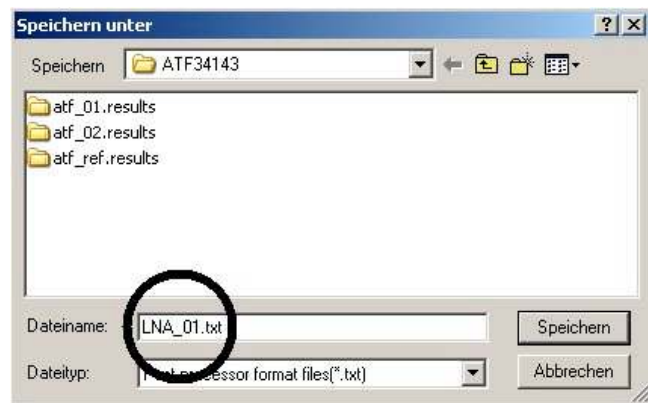 Speichern unter
Speichern ATF34143
atf_01.results
atf_02.results
atf_ref.results
Dateiname: LNA_01.txt Speichern
Dateityp: processor format files(*.txt) Abbrechen